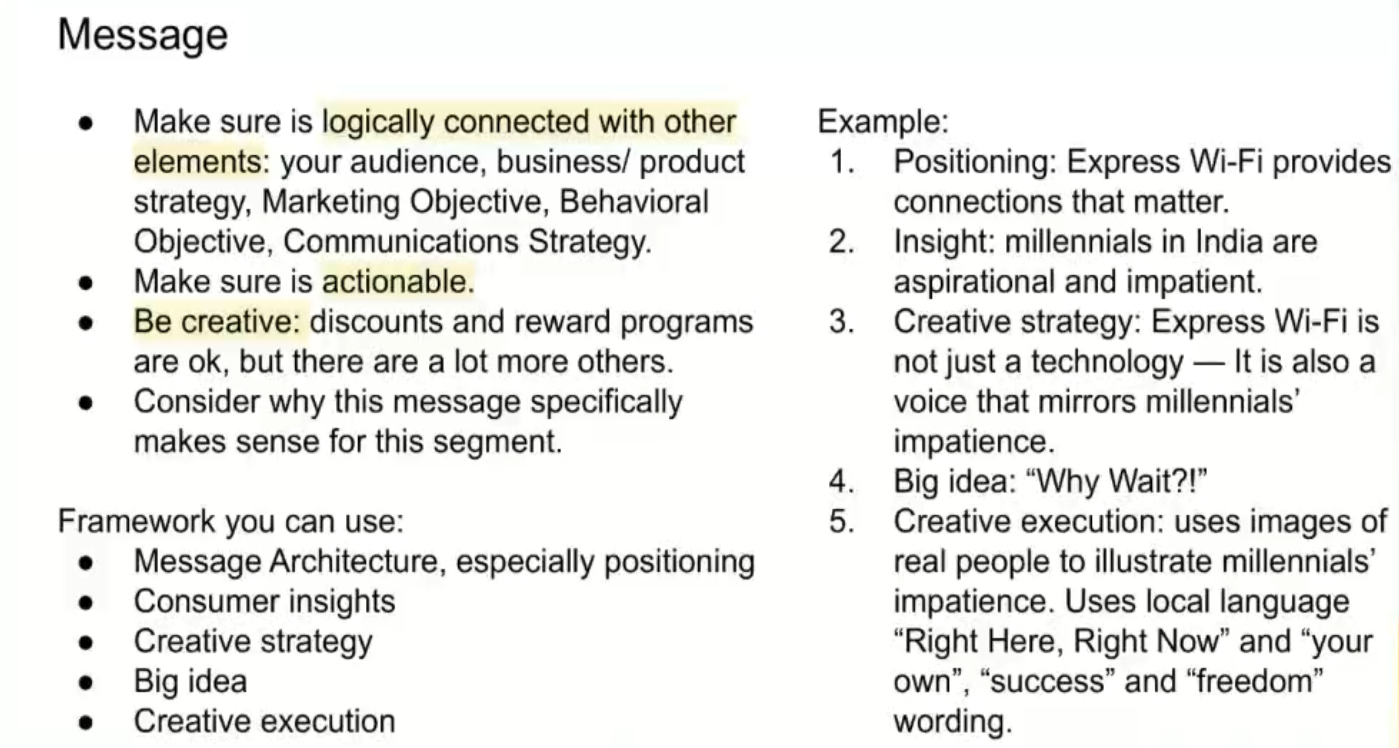 Message
● Make sure is logically connected with other
elements: your audience, business/ product
strategy, Marketing Objective, Behavioral
Objective, Communications Strategy.
● Make sure is actionable.
● Be creative: discounts and reward programs
are ok, but there are a lot more others.
● Consider why this message specifically
makes sense for this segment.
Framework you can use:
● Message Architecture, especially positioning
● Consumer insights
● Creative strategy
● Big idea
● Creative execution
Example:
1. Positioning: Express Wi-Fi provides
connections that matter.
2. Insight: millennials in India are
aspirational and impatient.
3. Creative strategy: Express Wi-Fi is
not just a technology — It is also a
voice that mirrors millennials’
impatience.
4. Big idea: “Why Wait?!”
5. Creative execution: uses images of
real people to illustrate millennials’
impatience. Uses local language
“Right Here, Right Now” and “your
own”, “success” and “freedom”
wording.